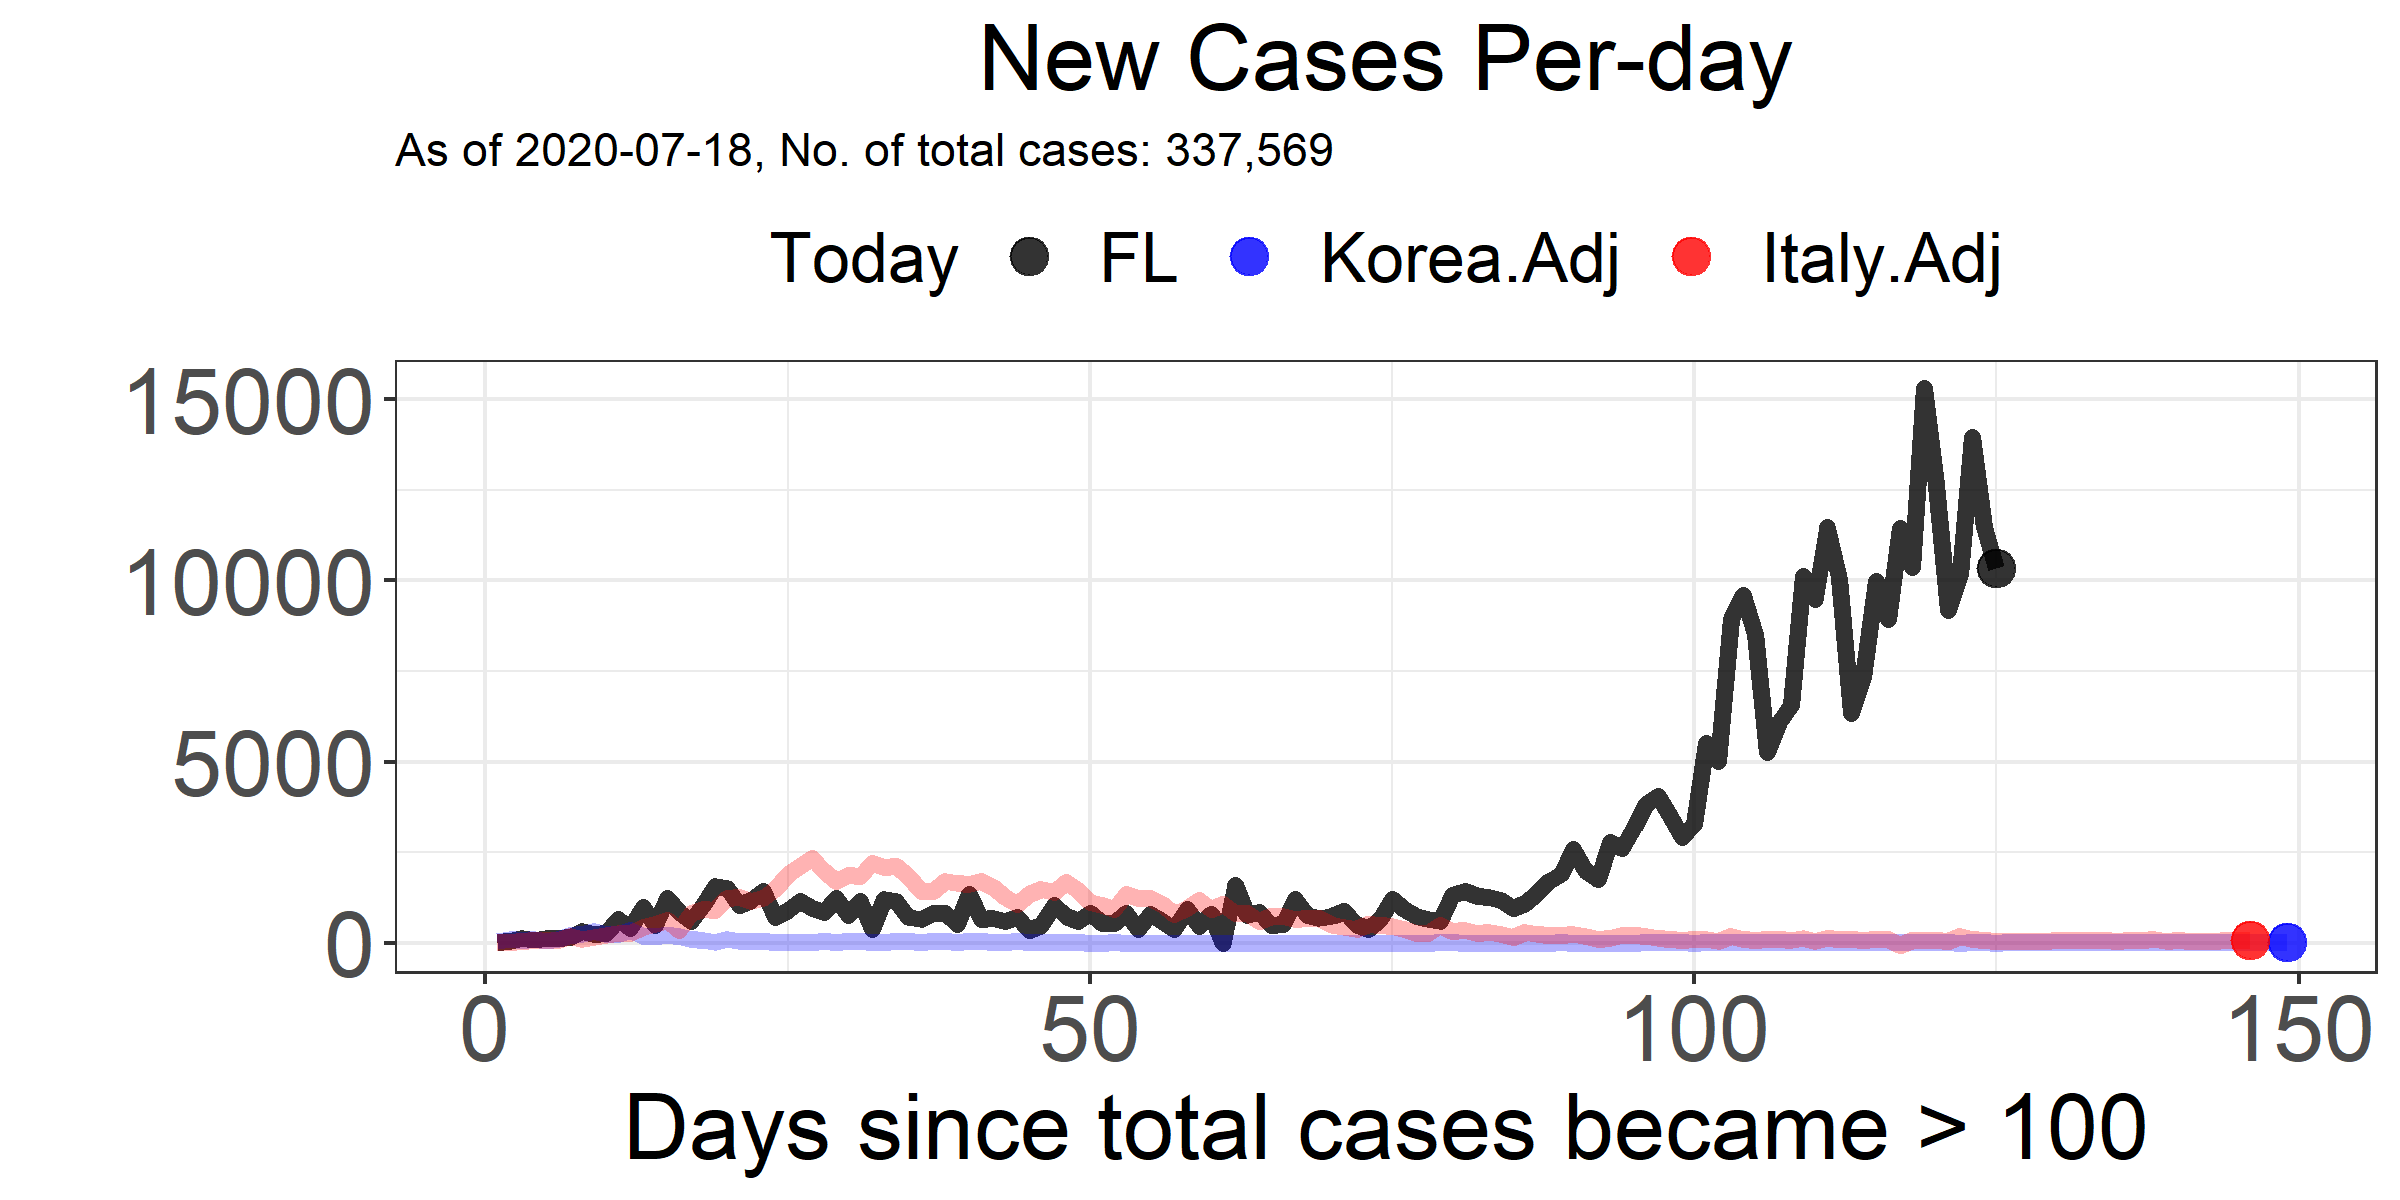 New Cases Per-day
As of 2020-07-18, No. of total cases: 337,569
Today FL Korea.Adj Italy.Adj
15000
10000
5000
0
0 50 100 150
Days since total cases became > 100